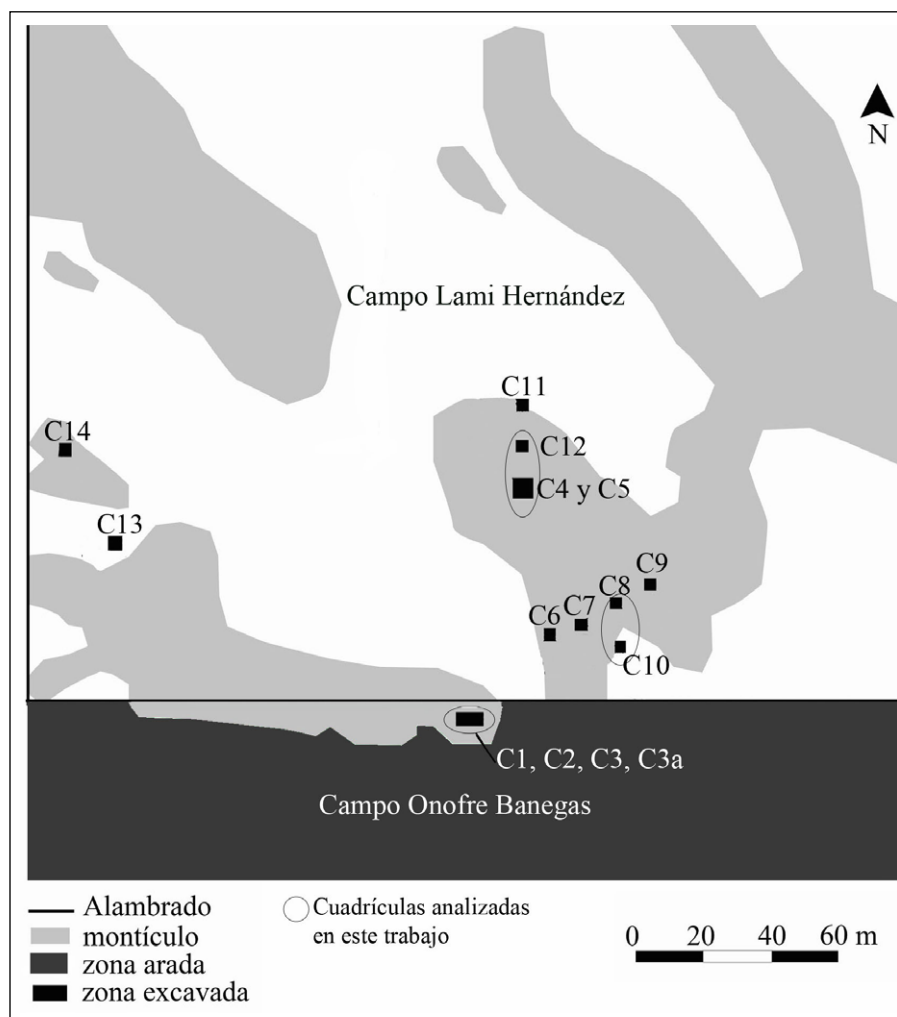 N
Campo Lami Hernández
C11
C12
C14
C4 y C5
C13
C9
C8
C7
C6
C10
C1, C2, C3, C3a
Campo Onofre Banegas
Alambrado
montículo
zona arada
zona excavada
Cuadrículas analizadas
en este trabajo
0 20 40 60 m